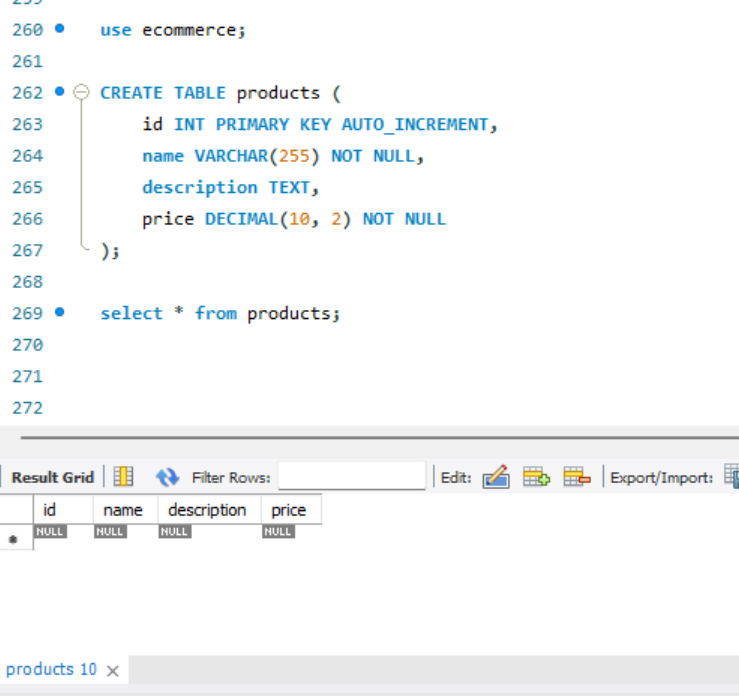 260 use ecommerce;
261
262 CREATE TABLE products (
263 id INT PRIMARY KEY AUTO_INCREMENT,
264 name VARCHAR(255) NOT NULL,
265 description TEXT,
266 price DECIMAL(10, 2) NOT NULL
267 );
268
269 select * from products;
270
271
272
Result Grid Filter Rows: Edit: Export/Import:
id name description price
* NULL NULL NULL NULL
products 10 ×